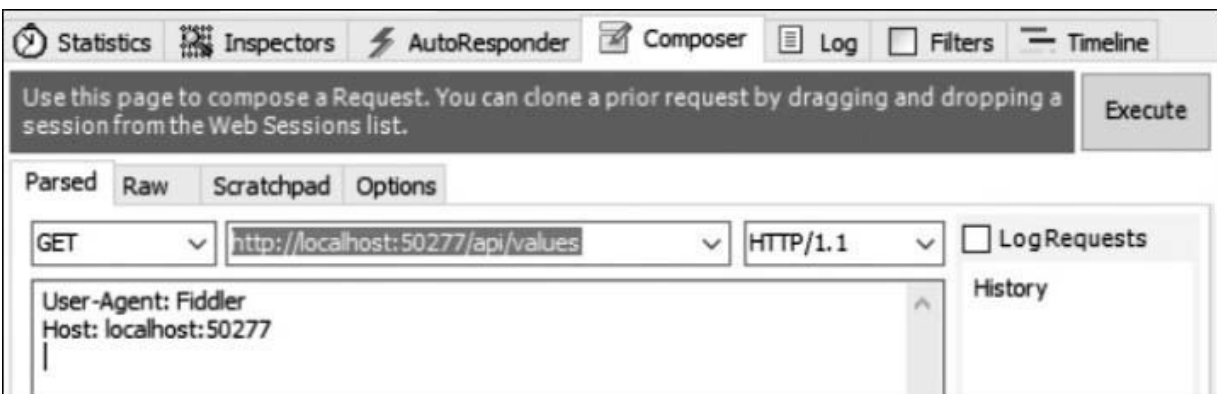 Statistics Inspectors AutoResponder Composer Log Filters Timeline
Use this page to compose a Request. You can clone a prior request by dragging and dropping a
session from the Web Sessions list.
Execute
Parsed Raw Scratchpad Options
GET http://localhost:50277/api/values HTTP/1.1 Log Requests
User-Agent: Fiddler
Host: localhost:50277
History